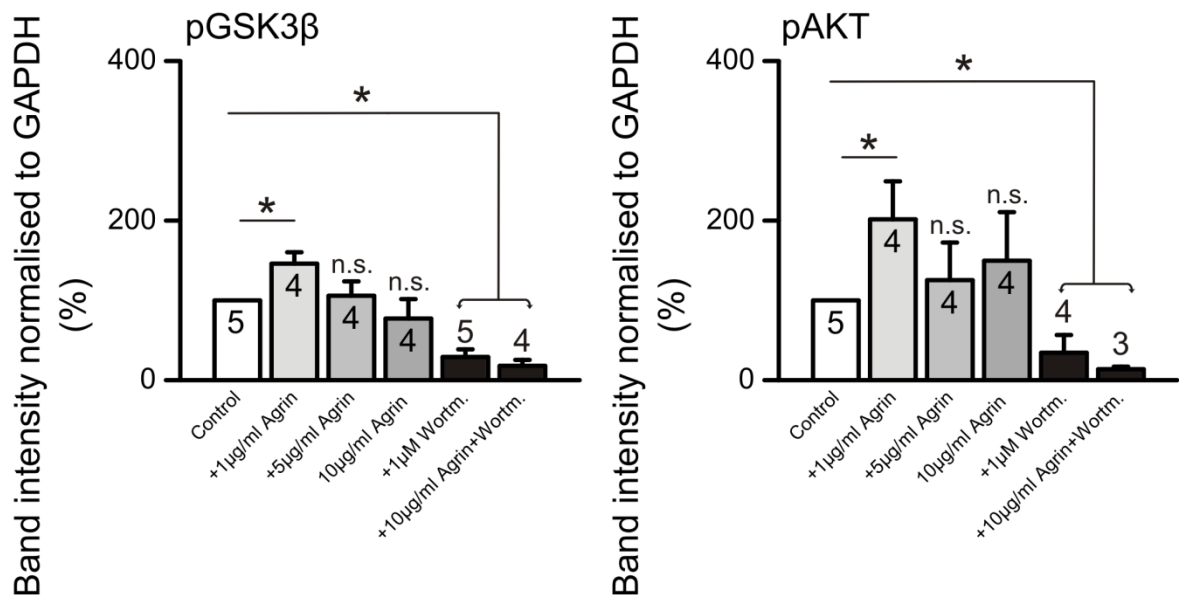 Band intensity normalised to GAPDH
(%)
pGSK3β
400
200
0
*
*
n.s.
n.s.
5
4
4
4
5
4
Control
+1µg/ml Agrin
+5µg/ml Agrin
10µg/ml Agrin
+1µM Wortm.
+10µg/ml Agrin+Wortm.
Band intensity normalised to GAPDH
(%)
pAKT
400
200
0
*
*
n.s.
n.s.
5
4
4
4
4
3
Control
+1µg/ml Agrin
+5µg/ml Agrin
10µg/ml Agrin
+1µM Wortm.
+10µg/ml Agrin+Wortm.